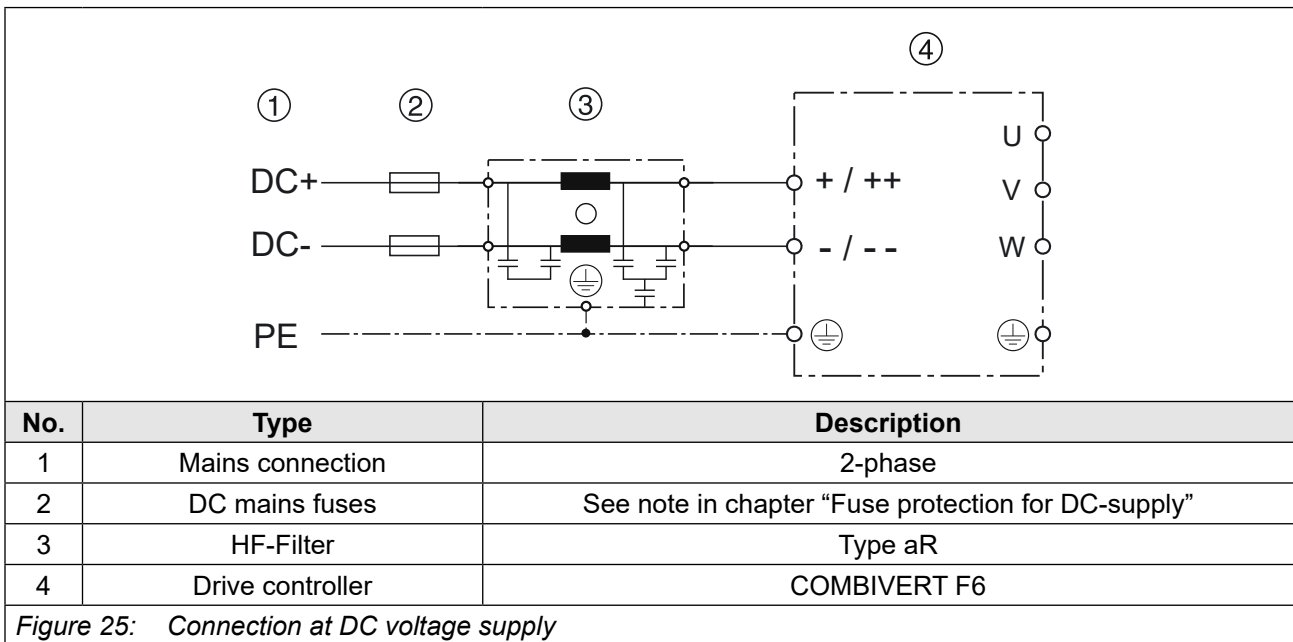 ④
① ② ③
U
DC+ + / ++
V
DC- - / - - W
PE
No. Type Description
1 Mains connection 2-phase
2 DC mains fuses See note in chapter “Fuse protection for DC-supply”
3 HF-Filter Type aR
4 Drive controller COMBIVERT F6
Figure 25: Connection at DC voltage supply